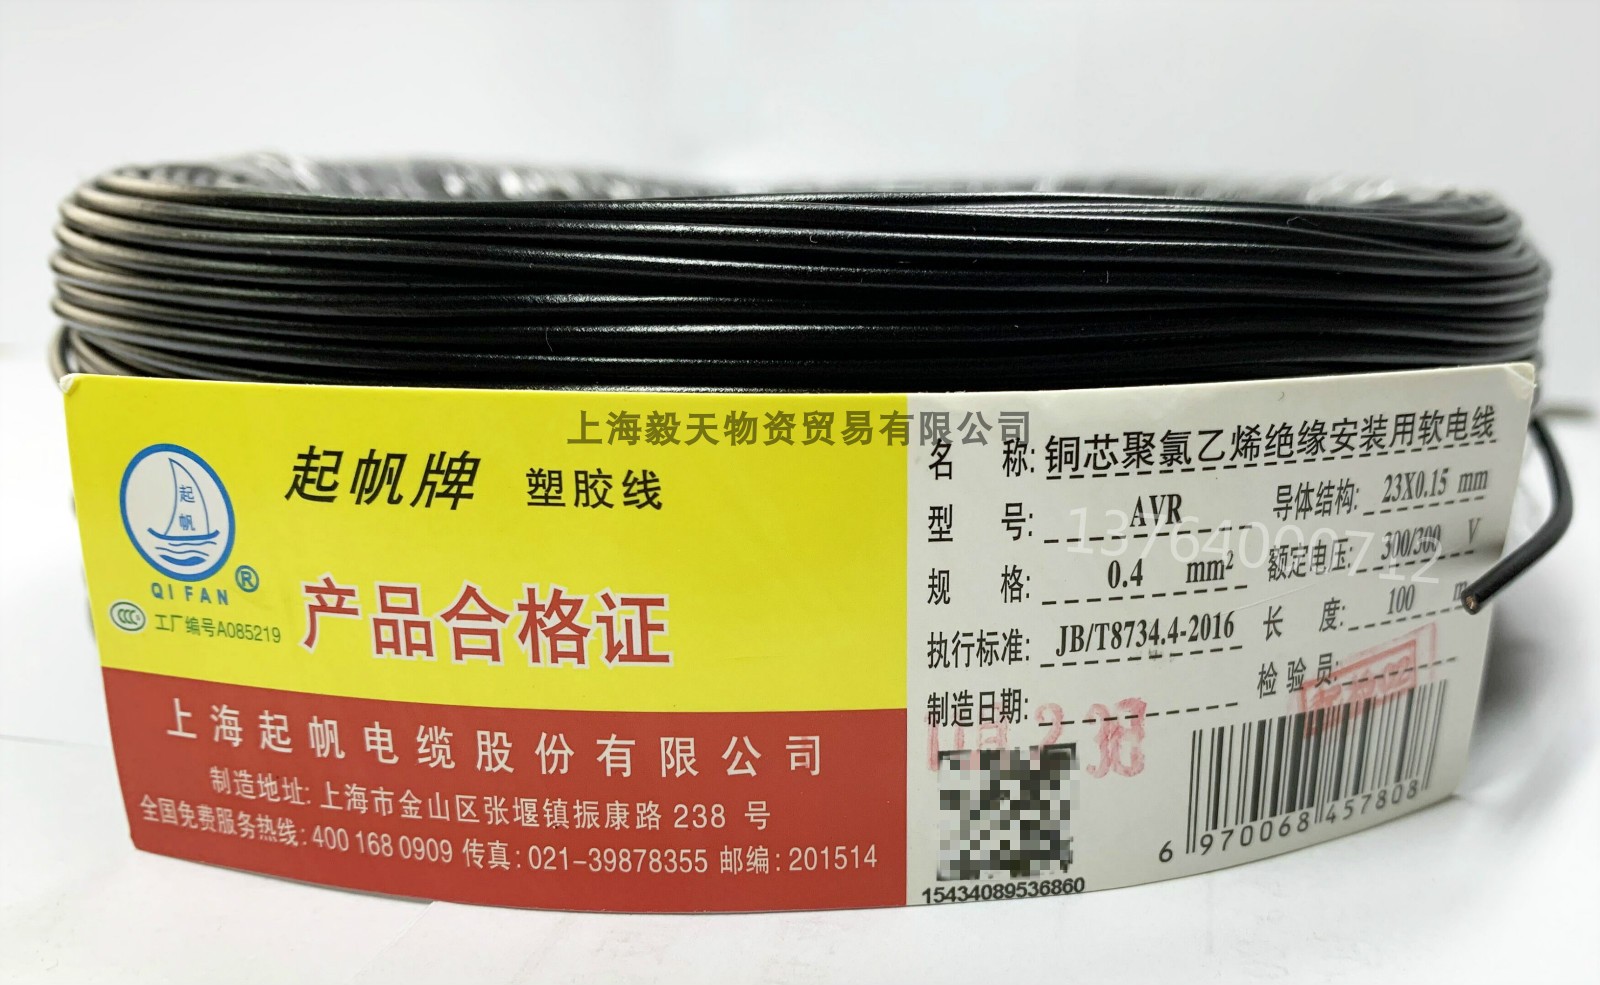 上海毅天物资贸易有限公司
起帆牌 塑胶线
起
帆
QI FAN ®
CCC
工厂编号A085219
产品合格证
上海起帆电缆股份有限公司
制造地址: 上海市金山区张堰镇振康路 238 号
全国免费服务热线: 400 168 0909 传真: 021-39878355 邮编: 201514
名 称: 铜芯聚氯乙烯绝缘安装用软电线
型 号: AVR 导体结构: 23X0.15 mm
13764000712
规 格: 0.4 mm² 额定电压: 300/300 V
执行标准: JB/T8734.4-2016 长 度: 100 m
制造日期: 检验员:
15434089536860
6 970068 457808